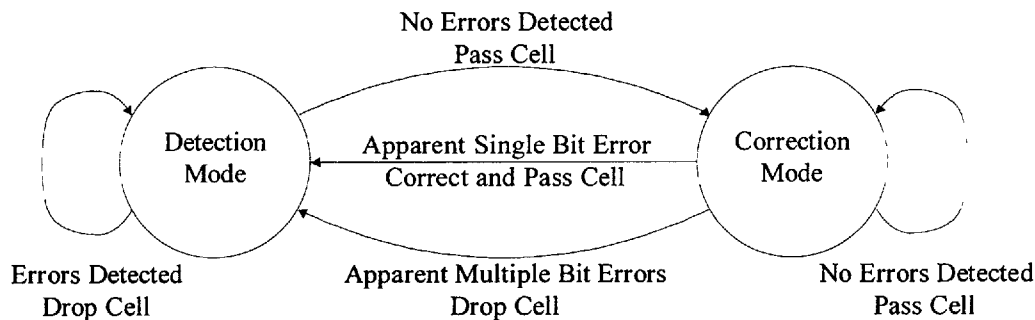 No Errors Detected
Pass Cell
Detection
Mode
Apparent Single Bit Error
Correct and Pass Cell
Correction
Mode
Errors Detected
Drop Cell
Apparent Multiple Bit Errors
Drop Cell
No Errors Detected
Pass Cell